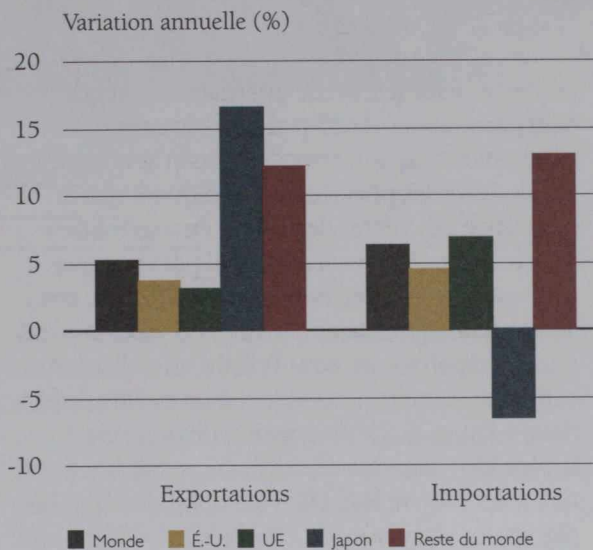 Variation annuelle (%)
20
15
10
5
0
-5
-10
Exportations Importations
Monde É.-U. UE Japon Reste du monde